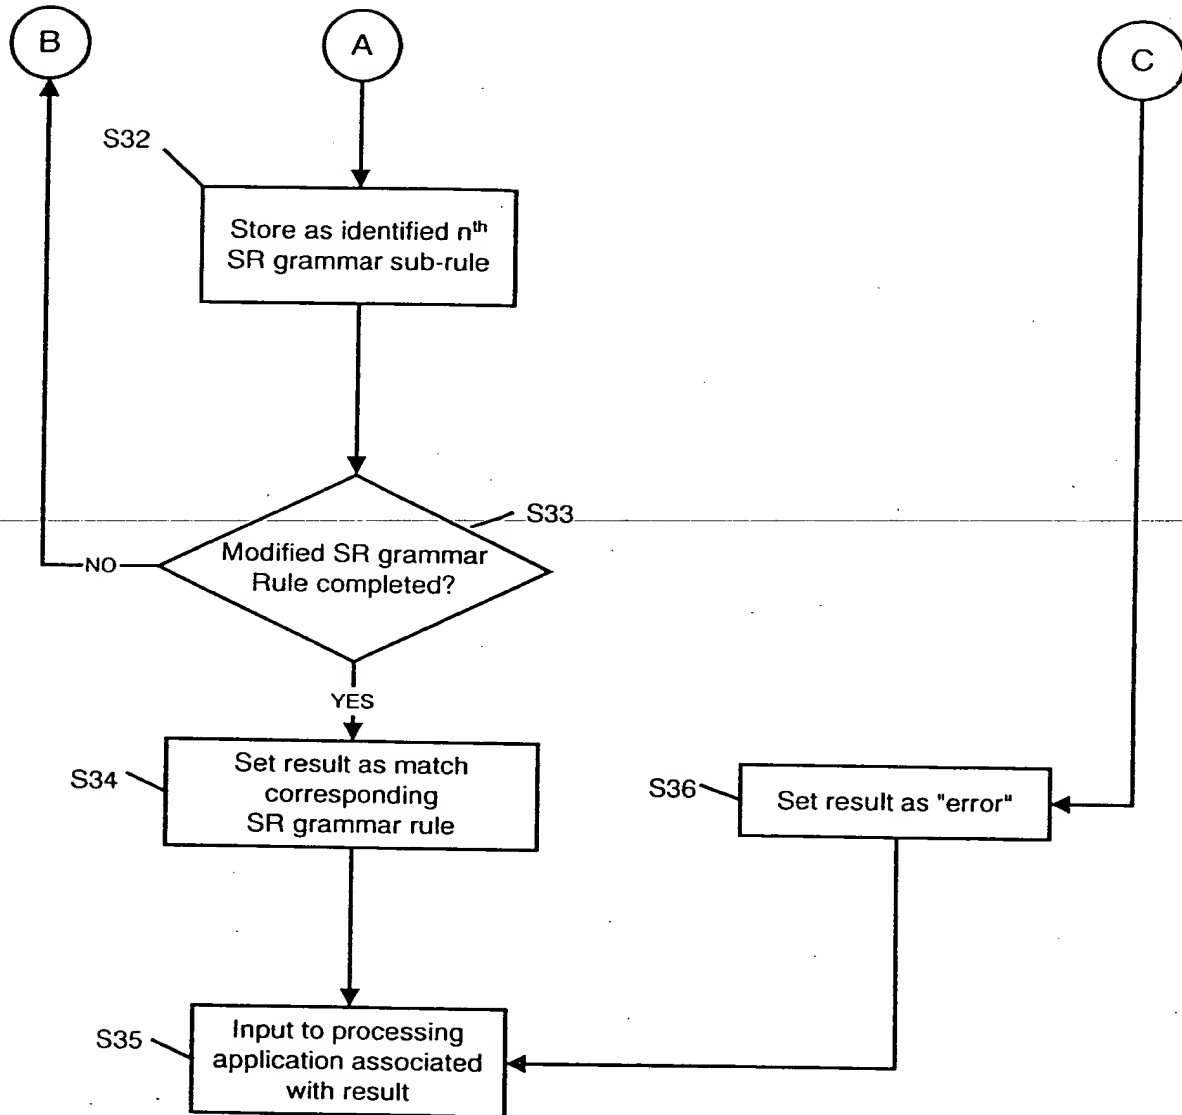 B
A
C
S32
Store as identified nth
SR grammar sub-rule
S33
Modified SR grammar
Rule completed?
NO
YES
S34
Set result as match
corresponding
SR grammar rule
S36
Set result as "error"
S35
Input to processing
application associated
with result